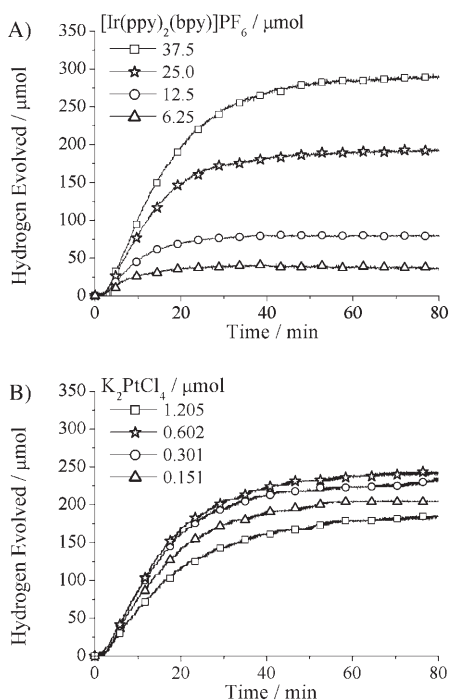 A)
[Ir(ppy)₂(bpy)]PF₆ / μmol
37.5
25.0
12.5
6.25
Hydrogen Evolved / μmol
350
300
250
200
150
100
50
0
0 20 40 60 80
Time / min
B)
K₂PtCl₄ / μmol
1.205
0.602
0.301
0.151
Hydrogen Evolved / μmol
350
300
250
200
150
100
50
0
0 20 40 60 80
Time / min